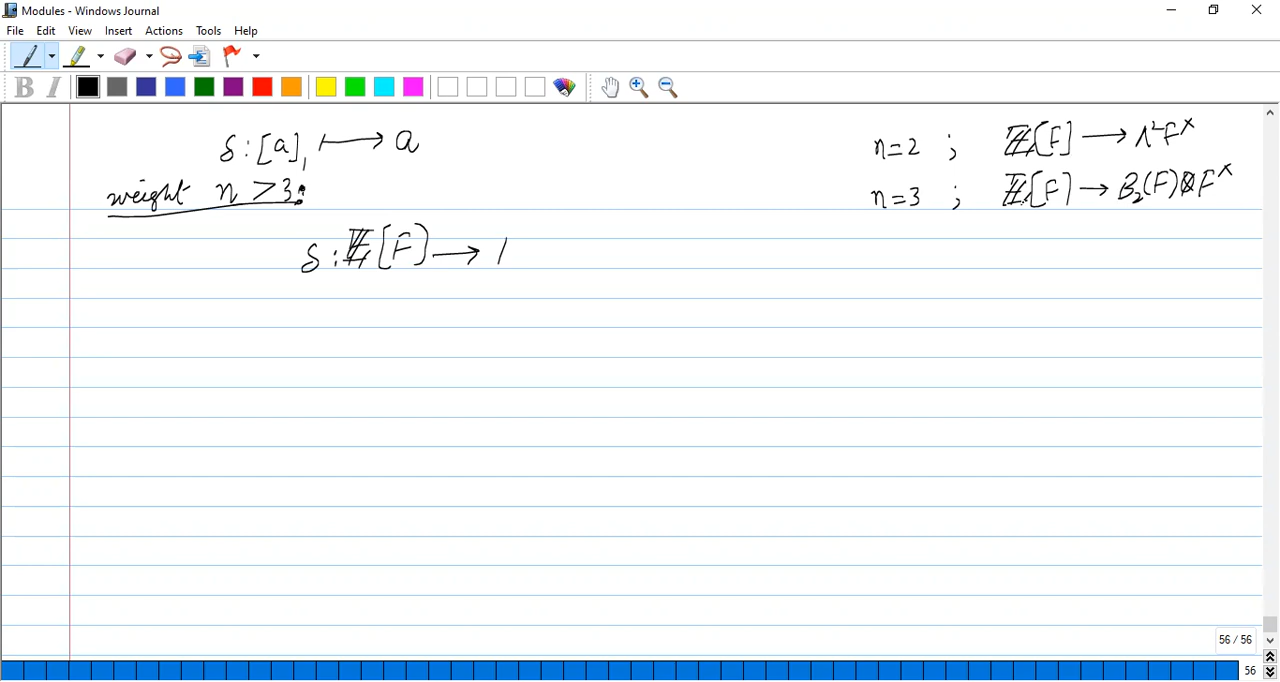 Modules - Windows Journal
File Edit View Insert Actions Tools Help
B I
δ : [a]₁ ⟼ a
n=2 ; ℤ[F] ⟶ Λ²F^×
weight n > 3:
n=3 ; ℤ[F] → B₂(F)⊗F^×
δ : ℤ[F] ⟶
56 / 56
56